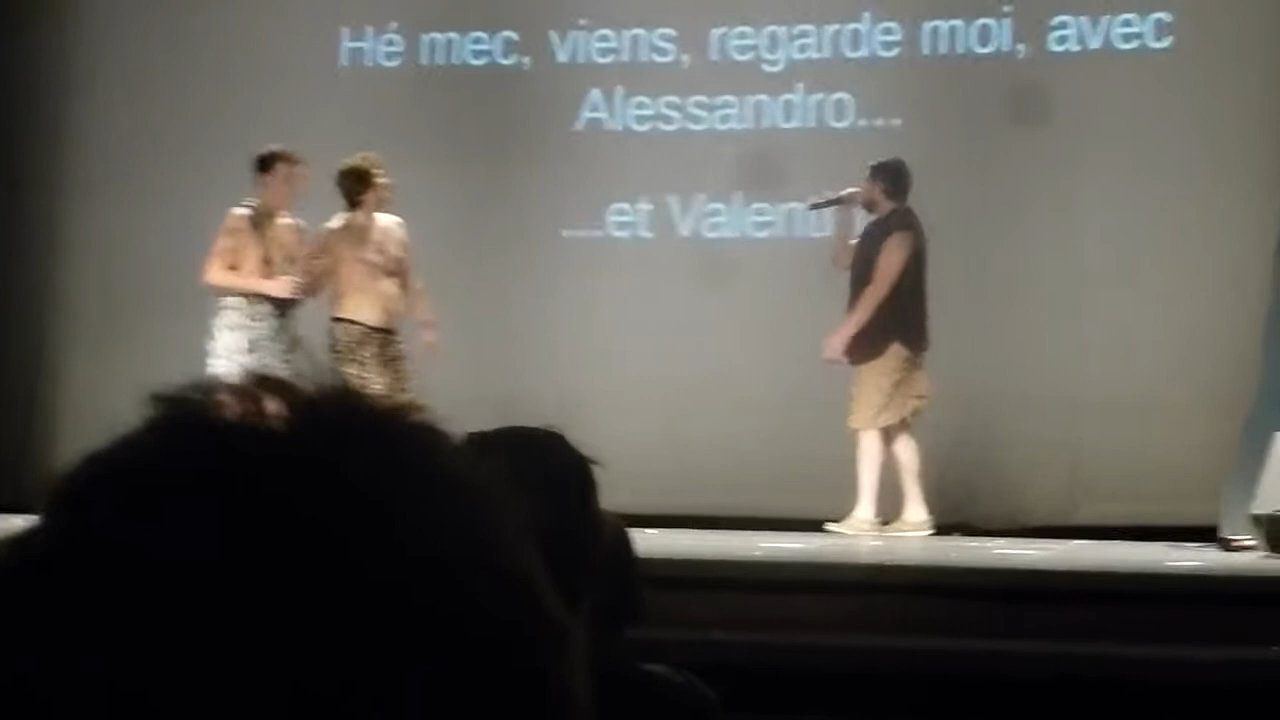 Hé mec, viens, regarde moi, avec
Alessandro...
...et